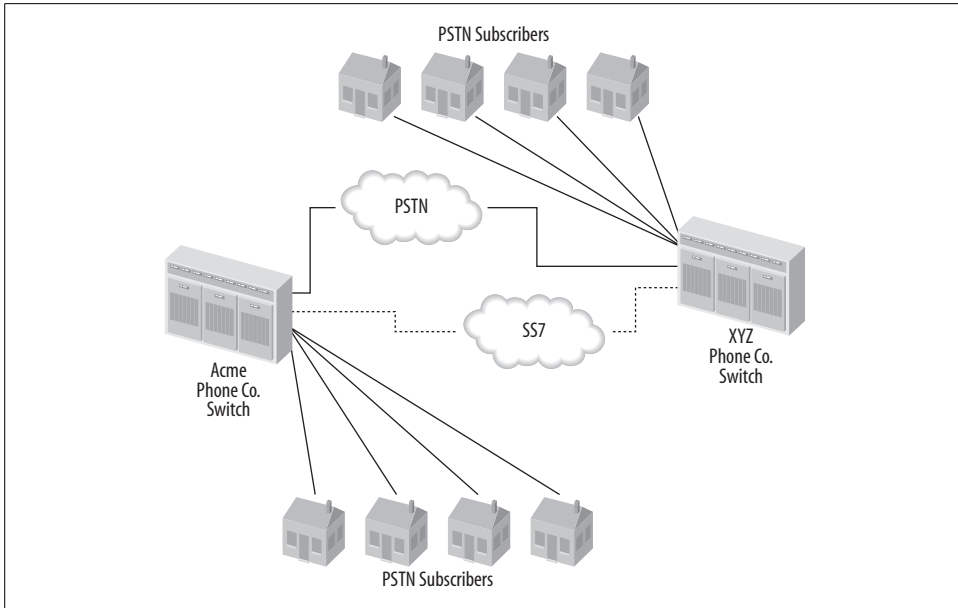 PSTN Subscribers
PSTN
SS7
XYZ
Phone Co.
Switch
Acme
Phone Co.
Switch
PSTN Subscribers